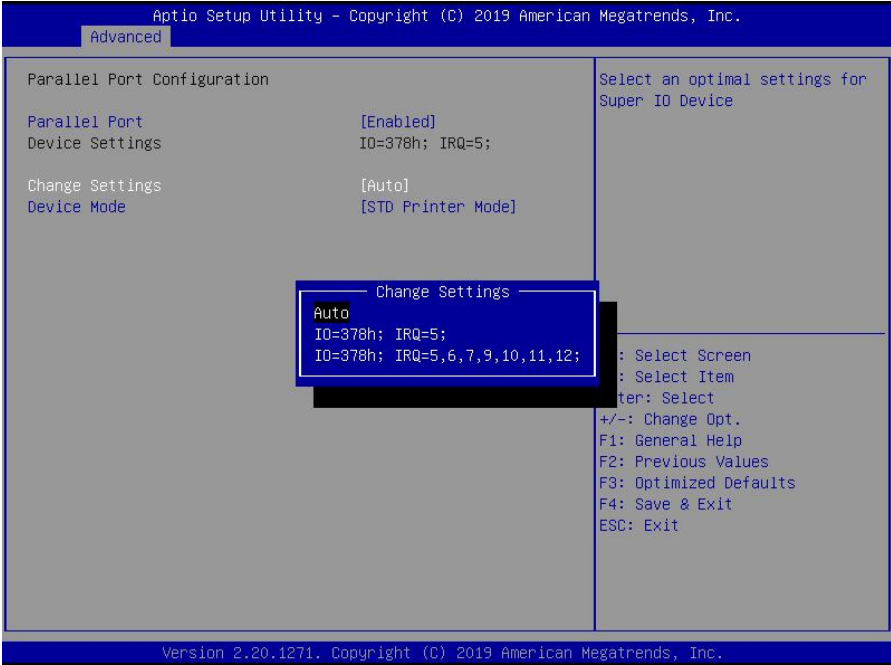 Aptio Setup Utility – Copyright (C) 2019 American Megatrends, Inc.
Advanced
Parallel Port Configuration
Parallel Port [Enabled]
Device Settings IO=378h; IRQ=5;
Change Settings [Auto]
Device Mode [STD Printer Mode]
Select an optimal settings for
Super IO Device
Change Settings
Auto
IO=378h; IRQ=5;
IO=378h; IRQ=5,6,7,9,10,11,12;
: Select Screen
: Select Item
ter: Select
+/-: Change Opt.
F1: General Help
F2: Previous Values
F3: Optimized Defaults
F4: Save & Exit
ESC: Exit
Version 2.20.1271. Copyright (C) 2019 American Megatrends, Inc.